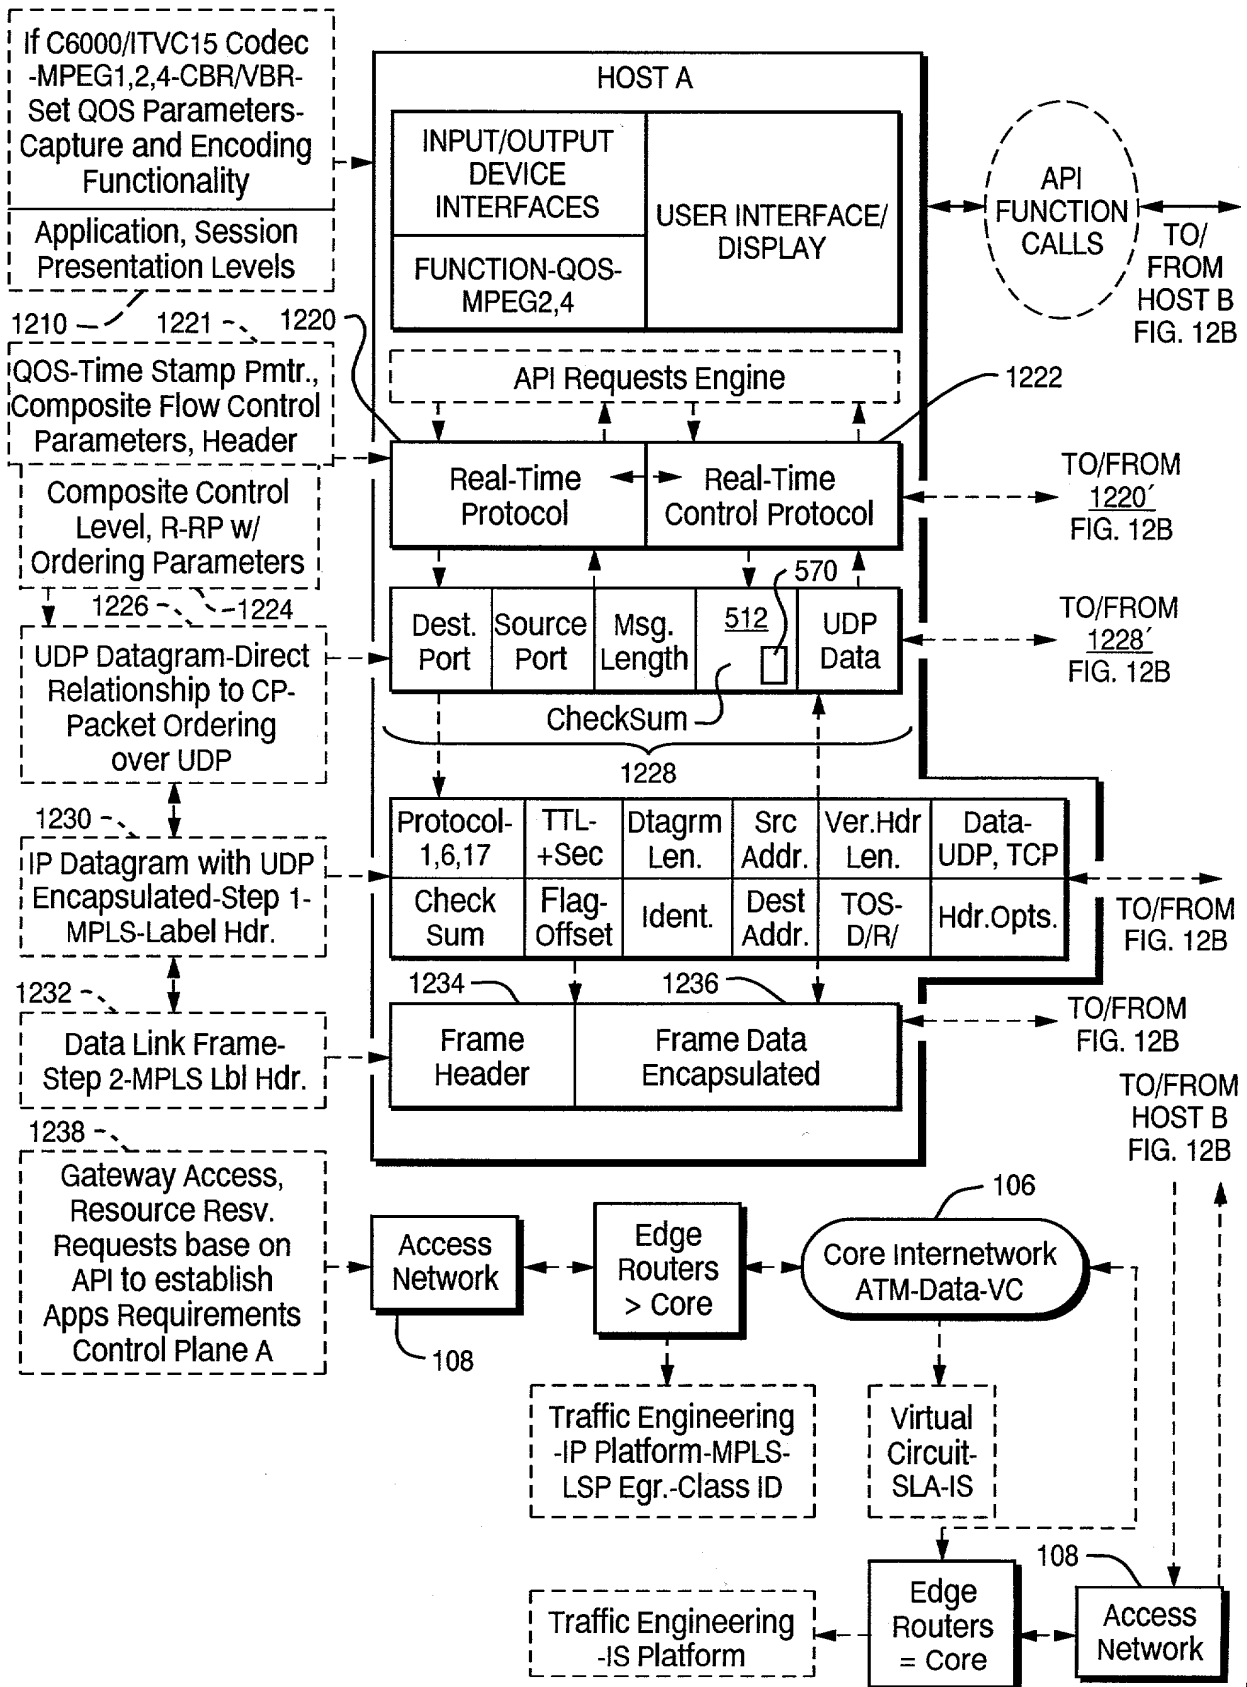 If C6000/ITVC15 Codec
-MPEG1,2,4-CBR/VBR-
Set QOS Parameters-
Capture and Encoding
Functionality
Application, Session
Presentation Levels
1210
HOST A
INPUT/OUTPUT
DEVICE
INTERFACES
FUNCTION-QOS-
MPEG2,4
USER INTERFACE/
DISPLAY
API
FUNCTION
CALLS
TO/
FROM
HOST B
FIG. 12B
1221
1220
QOS-Time Stamp Pmtr.,
Composite Flow Control
Parameters, Header
API Requests Engine
1222
Real-Time
Protocol
Real-Time
Control Protocol
TO/FROM
1220′
FIG. 12B
Composite Control
Level, R-RP w/
Ordering Parameters
1226
1224
570
Dest.
Port
Source
Port
Msg.
Length
512
UDP
Data
TO/FROM
1228′
FIG. 12B
UDP Datagram-Direct
Relationship to CP-
Packet Ordering
over UDP
CheckSum
1228
1230
IP Datagram with UDP
Encapsulated-Step 1-
MPLS-Label Hdr.
Protocol-
1,6,17
TTL-
+Sec
Dtagrm
Len.
Src
Addr.
Ver.Hdr
Len.
Data-
UDP, TCP
Check
Sum
Flag-
Offset
Ident.
Dest
Addr.
TOS-
D/R/
Hdr.Opts.
TO/FROM
FIG. 12B
1232
1234
1236
Data Link Frame-
Step 2-MPLS Lbl Hdr.
Frame
Header
Frame Data
Encapsulated
TO/FROM
FIG. 12B
TO/FROM
HOST B
FIG. 12B
1238
Gateway Access,
Resource Resv.
Requests base on
API to establish
Apps Requirements
Control Plane A
Access
Network
108
Edge
Routers
> Core
106
Core Internetwork
ATM-Data-VC
Traffic Engineering
-IP Platform-MPLS-
LSP Egr.-Class ID
Virtual
Circuit-
SLA-IS
Traffic Engineering
-IS Platform
Edge
Routers
= Core
108
Access
Network